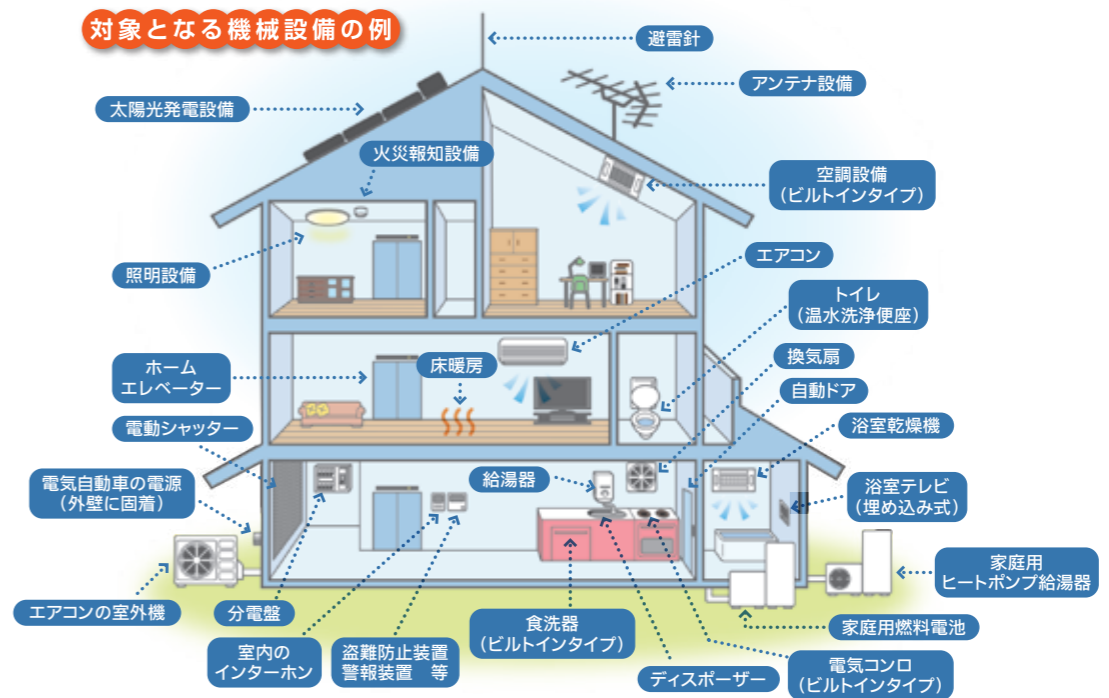 対象となる機械設備の例
避雷針
アンテナ設備
太陽光発電設備
火災報知設備
空調設備
（ビルトインタイプ）
照明設備
エアコン
トイレ
（温水洗浄便座）
ホーム
エレベーター
床暖房
換気扇
自動ドア
電動シャッター
浴室乾燥機
電気自動車の電源
（外壁に固着）
給湯器
浴室テレビ
（埋め込み式）
家庭用
ヒートポンプ給湯器
エアコンの室外機
分電盤
室内の
インターホン
盗難防止装置
警報装置　等
食洗器
（ビルトインタイプ）
家庭用燃料電池
ディスポーザー
電気コンロ
（ビルトインタイプ）